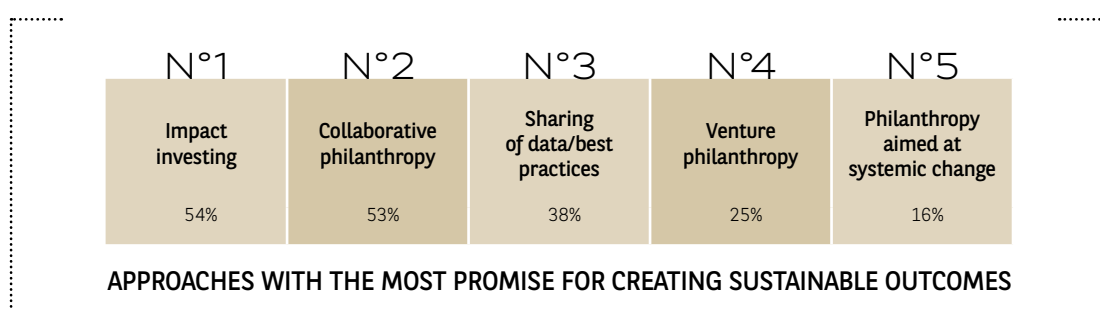 N°1
N°2
N°3
N°4
N°5
Impact
investing
54%
Collaborative
philanthropy
53%
Sharing
of data/best
practices
38%
Venture
philanthropy
25%
Philanthropy
aimed at
systemic change
16%
APPROACHES WITH THE MOST PROMISE FOR CREATING SUSTAINABLE OUTCOMES